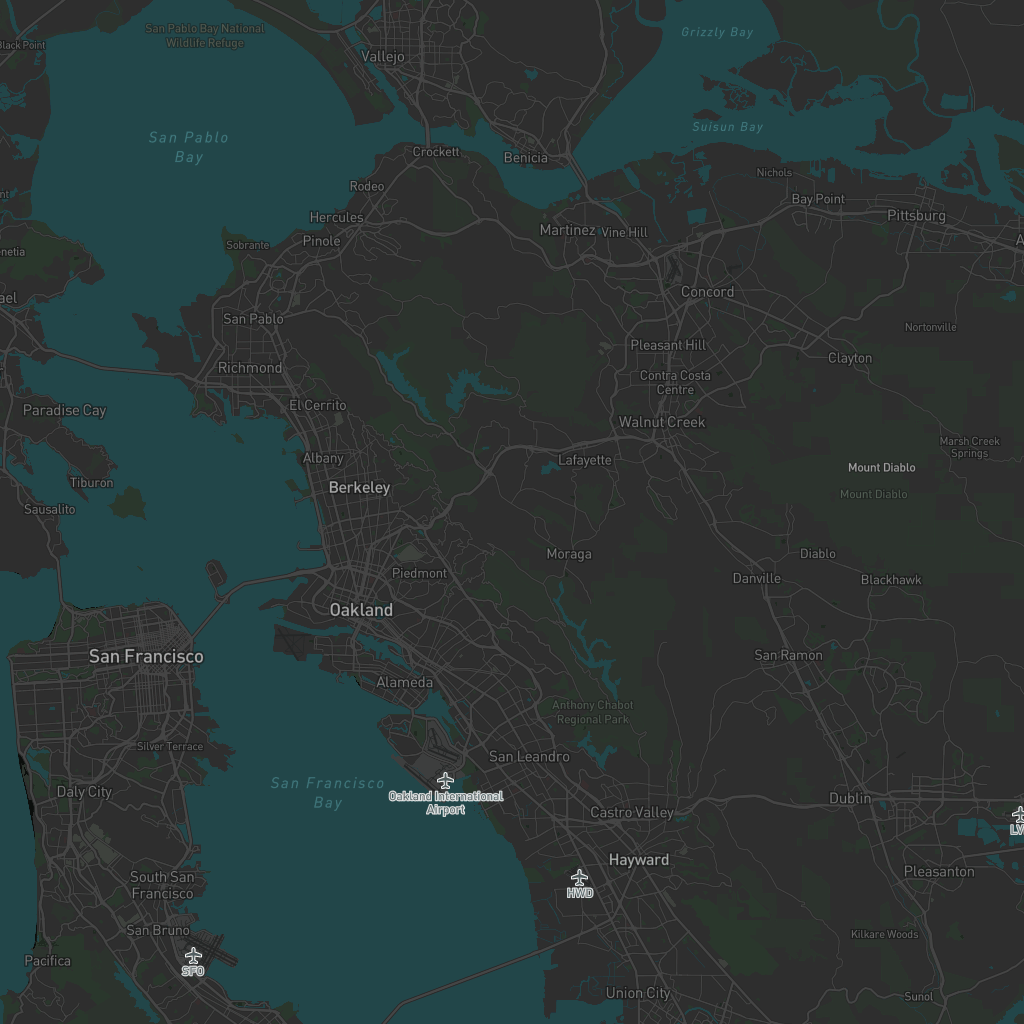 San Pablo Bay National
Wildlife Refuge
Grizzly Bay
Black Point
Vallejo
Suisun Bay
San Pablo
Bay
Crockett
Benicia
Nichols
Rodeo
Bay Point
Hercules
Pittsburg
Martinez
Vine Hill
Pinole
Sobrante
Concord
San Pablo
Nortonville
Pleasant Hill
Clayton
Richmond
Contra Costa
Centre
El Cerrito
Paradise Cay
Walnut Creek
Marsh Creek
Springs
Albany
Lafayette
Mount Diablo
Tiburon
Berkeley
Mount Diablo
Sausalito
Moraga
Diablo
Piedmont
Danville
Blackhawk
Oakland
San Francisco
San Ramon
Alameda
Anthony Chabot
Regional Park
Silver Terrace
San Leandro
San Francisco
Bay
Daly City
Oakland International
Airport
Dublin
Castro Valley
Hayward
South San
Francisco
HWD
Pleasanton
San Bruno
Kilkare Woods
Pacifica
SFO
Union City
Sunol